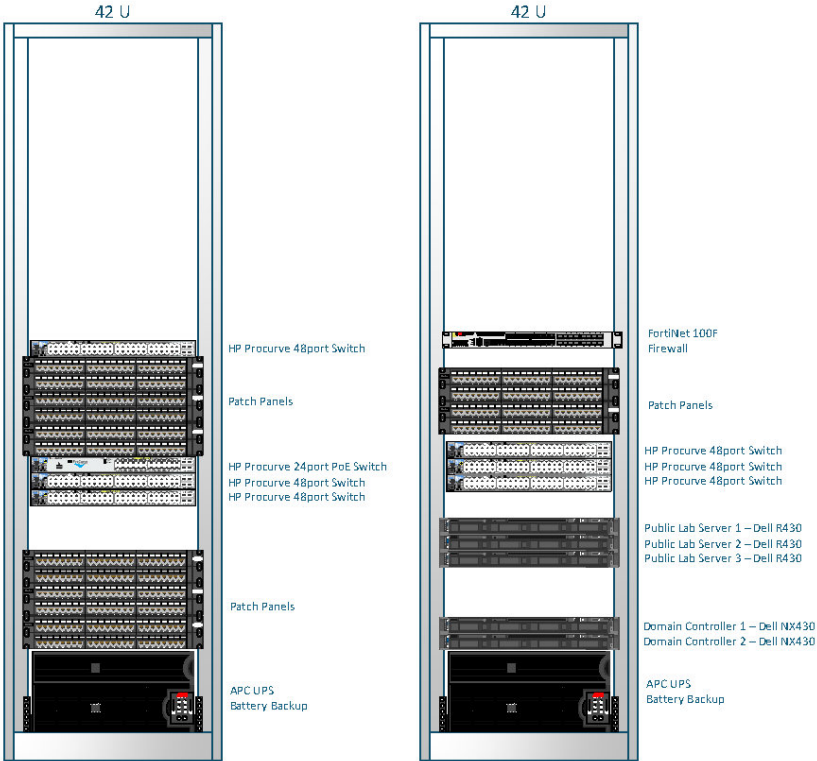 42 U
HP Procurve 48port Switch
Patch Panels
HP Procurve 24port PoE Switch
HP Procurve 48port Switch
HP Procurve 48port Switch
Patch Panels
APC UPS
Battery Backup
42 U
FortiNet 100F
Firewall
Patch Panels
HP Procurve 48port Switch
HP Procurve 48port Switch
HP Procurve 48port Switch
Public Lab Server 1 – Dell R430
Public Lab Server 2 – Dell R430
Public Lab Server 3 – Dell R430
Domain Controller 1 – Dell NX430
Domain Controller 2 – Dell NX430
APC UPS
Battery Backup